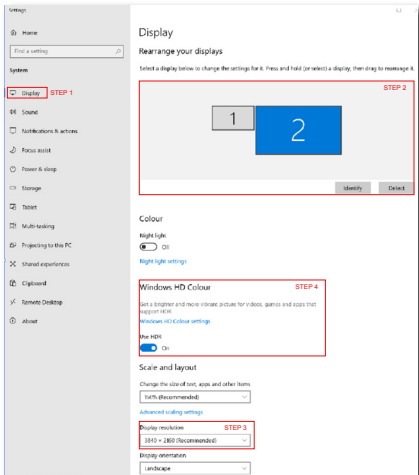 Settings
Home
Find a setting
System
Display STEP 1
Sound
Notifications & actions
Focus assist
Power & sleep
Storage
Tablet
Multi-tasking
Projecting to this PC
Shared experiences
Clipboard
Remote Desktop
About
Display
Rearrange your displays
Select a display below to change the settings for it. Press and hold (or select) a display, then drag to rearrange it.
STEP 2
1
2
Identify Detect
Colour
Night light
Off
Night light settings
Windows HD Colour STEP 4
Get a brighter and more vibrant picture for videos, games and apps that
support HDR
Windows HD Colour settings
Use HDR
On
Scale and layout
Change the size of text, apps and other items
150% (Recommended)
Advanced scaling settings
Display resolution STEP 3
3840 × 2160 (Recommended)
Display orientation
Landscape